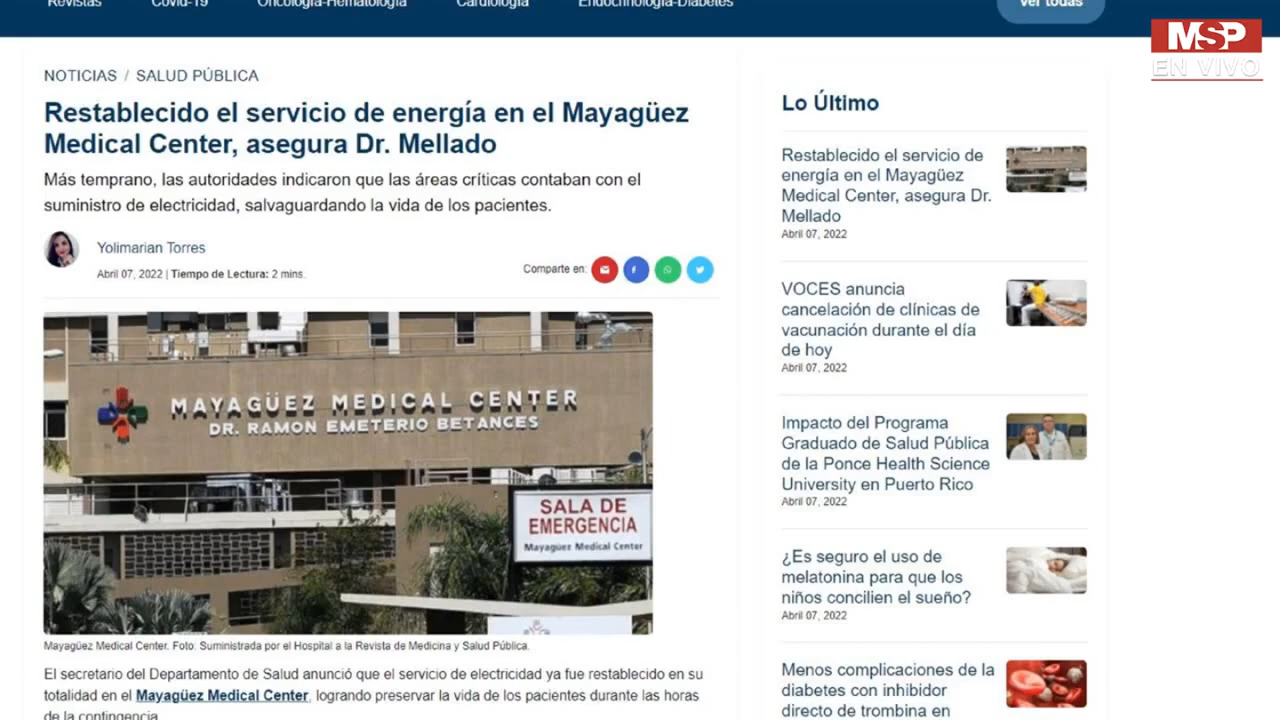 Revistas Covid-19 Oncología-Hematología Cardiología Endocrinología-Diabetes Ver todas
MSP
EN VIVO
NOTICIAS / SALUD PÚBLICA
Restablecido el servicio de energía en el Mayagüez
Medical Center, asegura Dr. Mellado
Más temprano, las autoridades indicaron que las áreas críticas contaban con el
suministro de electricidad, salvaguardando la vida de los pacientes.
Yolimarian Torres
Abril 07, 2022 | Tiempo de Lectura: 2 mins.
Comparte en:
MAYAGÜEZ MEDICAL CENTER
DR. RAMON EMETERIO BETANCES
SALA DE
EMERGENCIA
Mayagüez Medical Center
Mayagüez Medical Center. Foto: Suministrada por el Hospital a la Revista de Medicina y Salud Pública.
El secretario del Departamento de Salud anunció que el servicio de electricidad ya fue restablecido en su
totalidad en el Mayagüez Medical Center, logrando preservar la vida de los pacientes durante las horas
de la contingencia
Lo Último
Restablecido el servicio de
energía en el Mayagüez
Medical Center, asegura Dr.
Mellado
Abril 07, 2022
VOCES anuncia
cancelación de clínicas de
vacunación durante el día
de hoy
Abril 07, 2022
Impacto del Programa
Graduado de Salud Pública
de la Ponce Health Science
University en Puerto Rico
Abril 07, 2022
¿Es seguro el uso de
melatonina para que los
niños concilien el sueño?
Abril 07, 2022
Menos complicaciones de la
diabetes con inhibidor
directo de trombina en